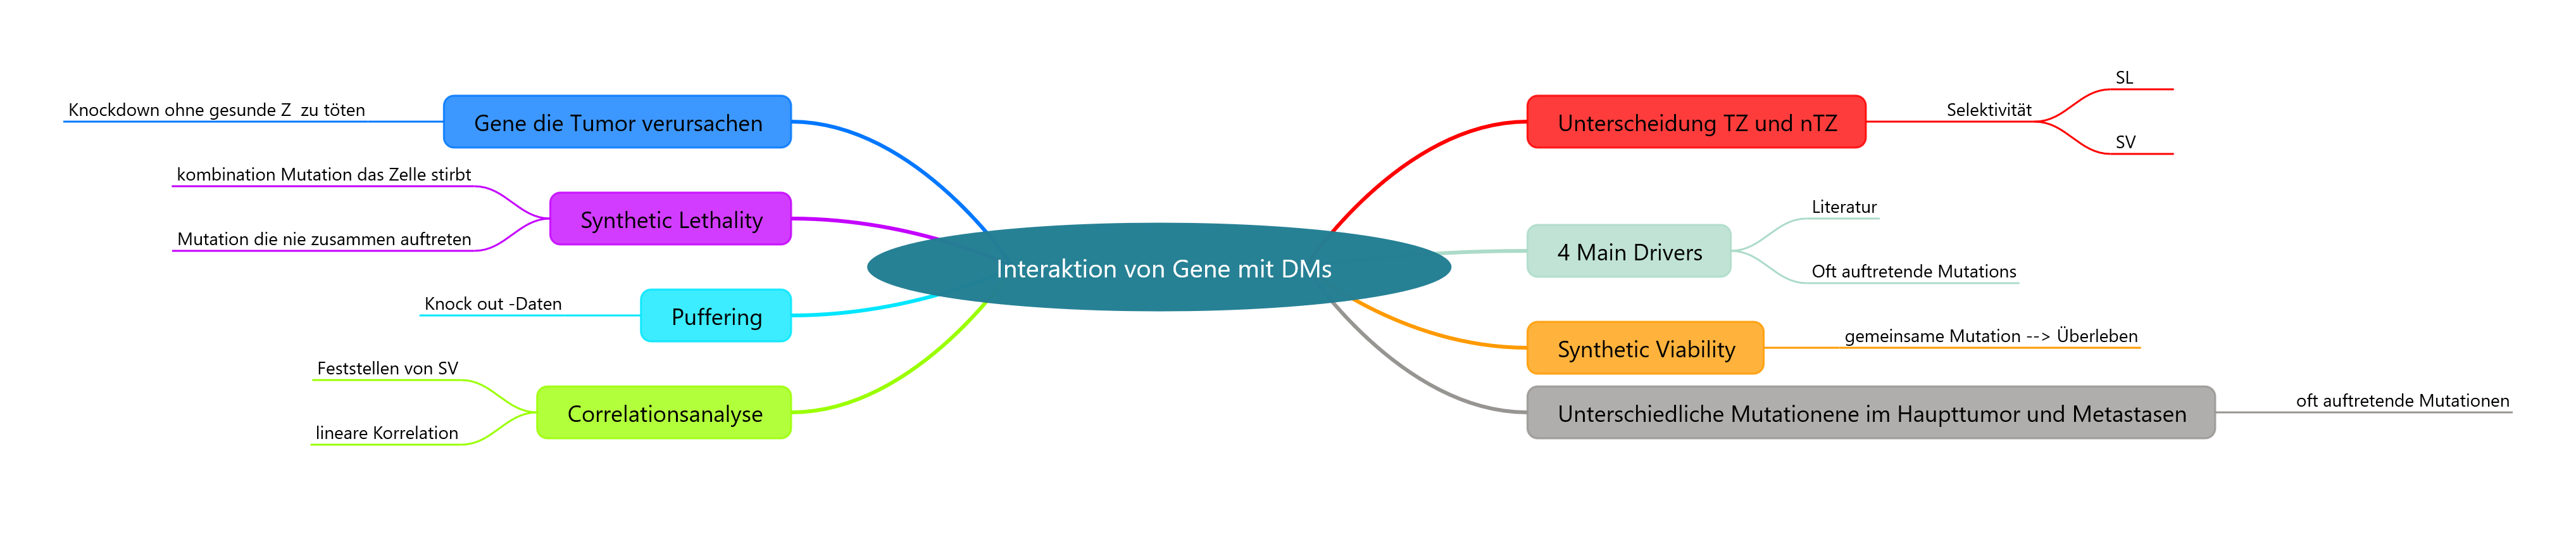 Interaktion von Gene mit DMs
Gene die Tumor verursachen
Knockdown ohne gesunde Z  zu töten
Synthetic Lethality
kombination Mutation das Zelle stirbt
Mutation die nie zusammen auftreten
Puffering
Knock out -Daten
Correlationsanalyse
Feststellen von SV
lineare Korrelation
Unterscheidung TZ und nTZ
Selektivität
SL
SV
4 Main Drivers
Literatur
Oft auftretende Mutations
Synthetic Viability
gemeinsame Mutation --> Überleben
Unterschiedliche Mutationene im Haupttumor und Metastasen
oft auftretende Mutationen